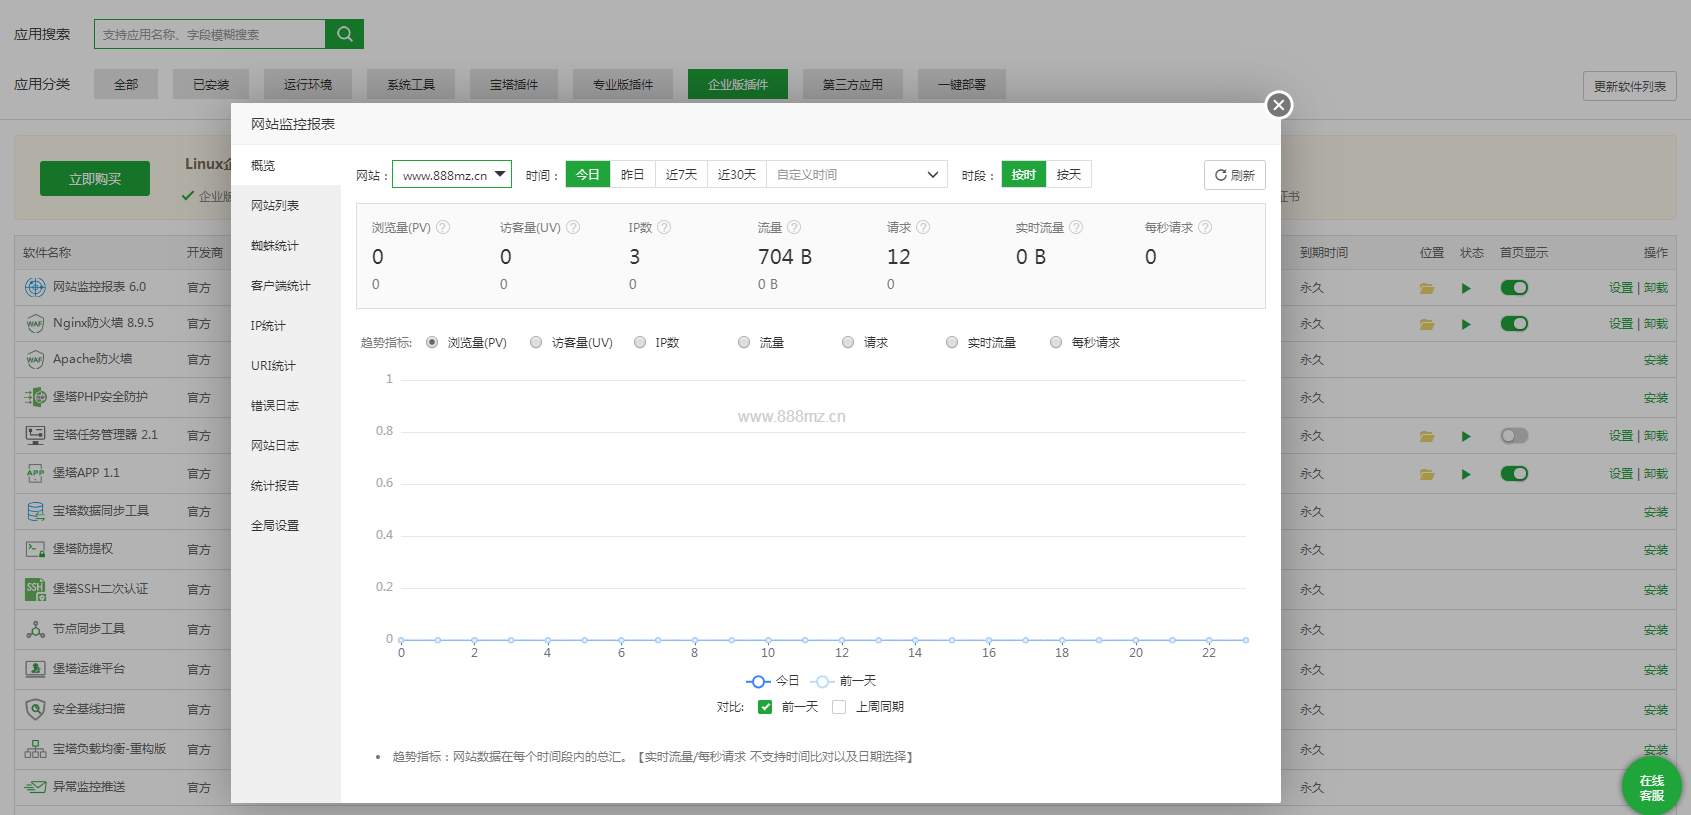 应用搜索 支持应用名称、字段模糊搜索
应用分类 全部 已安装 运行环境 系统工具 宝塔插件 专业版插件 企业版插件 第三方应用 一键部署 更新软件列表
网站监控报表
立即购买 Linux企
企业版 证书
概览
网站列表
蜘蛛统计
客户端统计
IP统计
URI统计
错误日志
网站日志
统计报告
全局设置
网站： www.888mz.cn 时间： 今日 昨日 近7天 近30天 自定义时间 时段： 按时 按天 刷新
浏览量(PV) ? 访客量(UV) ? IP数 ? 流量 ? 请求 ? 实时流量 ? 每秒请求 ?
0 0 3 704 B 12 0 B 0
0 0 0 0 B 0
趋势指标: 浏览量(PV) 访客量(UV) IP数 流量 请求 实时流量 每秒请求
1
0.8
0.6
0.4
0.2
0
www.888mz.cn
0 2 4 6 8 10 12 14 16 18 20 22
今日 前一天
对比: 前一天 上周同期
趋势指标：网站数据在每个时间段内的总汇。【实时流量/每秒请求 不支持时间比对以及日期选择】
软件名称 开发商 到期时间 位置 状态 首页显示 操作
网站监控报表 6.0 官方 永久 设置 | 卸载
WAF Nginx防火墙 8.9.5 官方 永久 设置 | 卸载
WAF Apache防火墙 官方 永久 安装
堡塔PHP安全防护 官方 永久 安装
宝塔任务管理器 2.1 官方 永久 设置 | 卸载
APP 堡塔APP 1.1 官方 永久 设置 | 卸载
宝塔数据同步工具 官方 永久 安装
堡塔防提权 官方 永久 安装
SSH 堡塔SSH二次认证 官方 永久 安装
节点同步工具 官方 永久 安装
堡塔运维平台 官方 永久 安装
安全基线扫描 官方 永久 安装
宝塔负载均衡-重构版 官方 永久 安装
异常监控推送 官方 永久
在线
客服